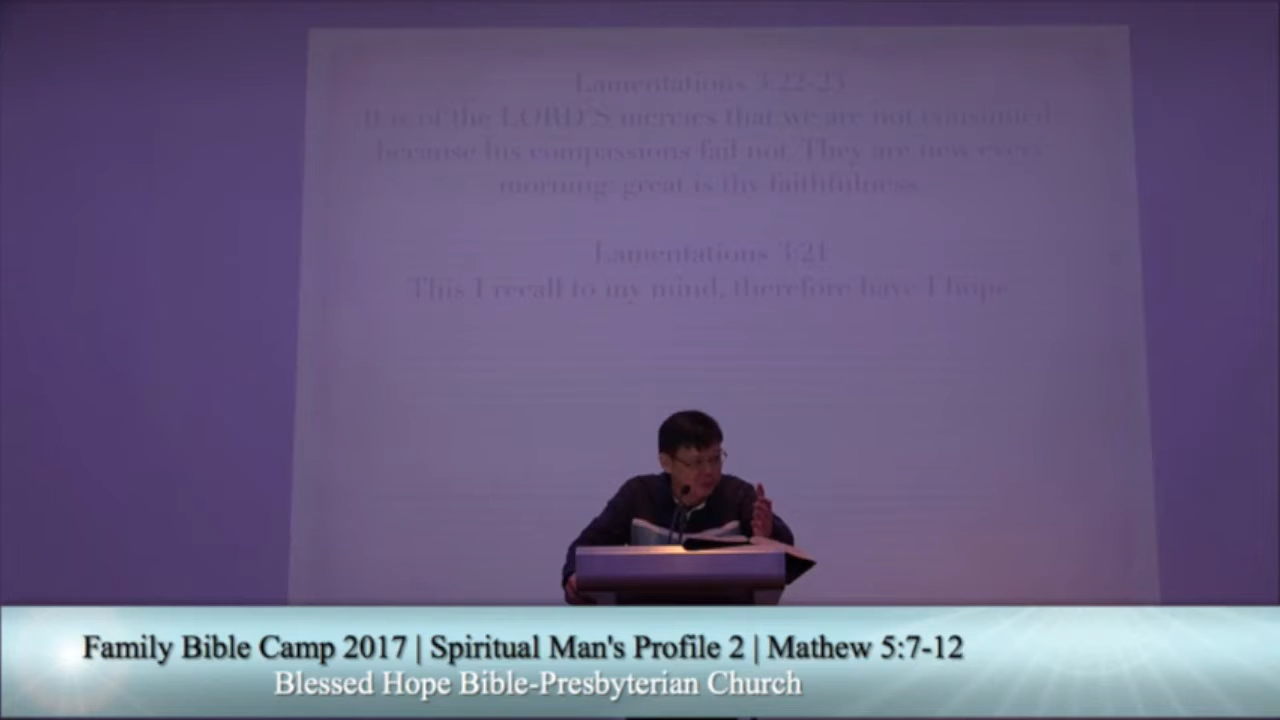 Lamentations 3:22-23
It is of the LORD'S mercies that we are not consumed,
because his compassions fail not. They are new every
morning: great is thy faithfulness.
Lamentations 3:21
This I recall to my mind, therefore have I hope
Family Bible Camp 2017 | Spiritual Man's Profile 2 | Mathew 5:7-12
Blessed Hope Bible-Presbyterian Church